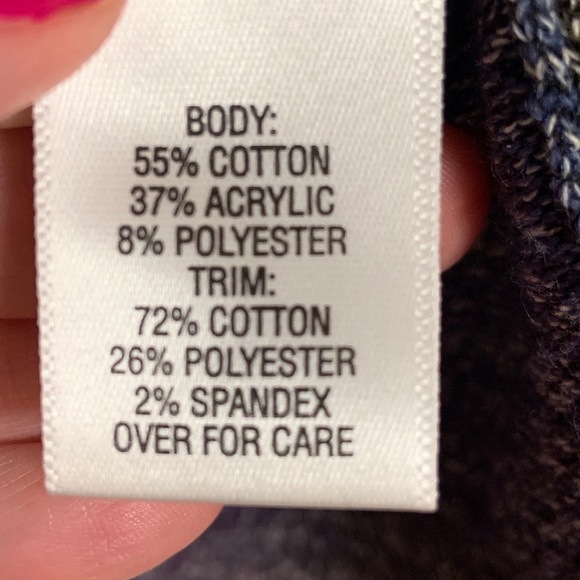 BODY:
55% COTTON
37% ACRYLIC
8% POLYESTER
TRIM:
72% COTTON
26% POLYESTER
2% SPANDEX
OVER FOR CARE